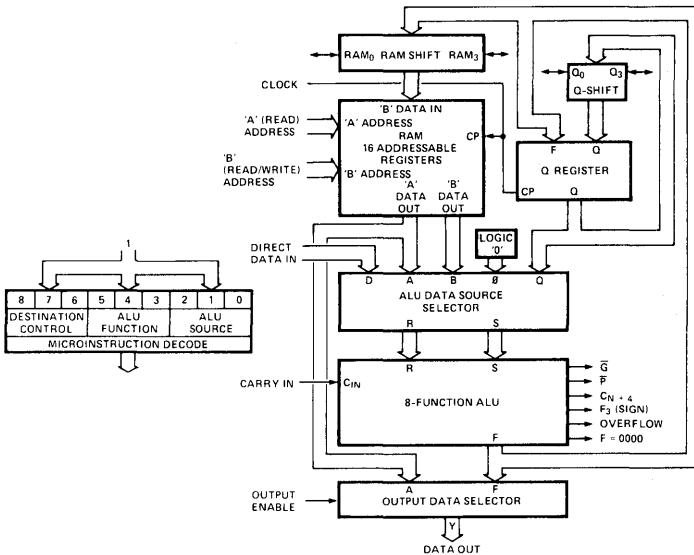 RAM0 RAM SHIFT RAM3
Q0 Q3
Q-SHIFT
CLOCK
'B' DATA IN
'A' (READ)
ADDRESS
'A' ADDRESS
RAM
16 ADDRESSABLE
REGISTERS
CP
'B'
(READ/WRITE)
ADDRESS
'B' ADDRESS
'A'
DATA
OUT
'B'
DATA
OUT
F Q
Q REGISTER
CP Q
DIRECT
DATA IN
LOGIC
'0'
D A B Ø Q
ALU DATA SOURCE
SELECTOR
R S
1
8 7 6 5 4 3 2 1 0
DESTINATION
CONTROL
ALU
FUNCTION
ALU
SOURCE
MICROINSTRUCTION DECODE
CARRY IN
R S
CIN
8-FUNCTION ALU
F
G̅
P̅
CN + 4
F3 (SIGN)
OVERFLOW
F = 0000
OUTPUT
ENABLE
A F
OUTPUT DATA SELECTOR
Y
DATA OUT